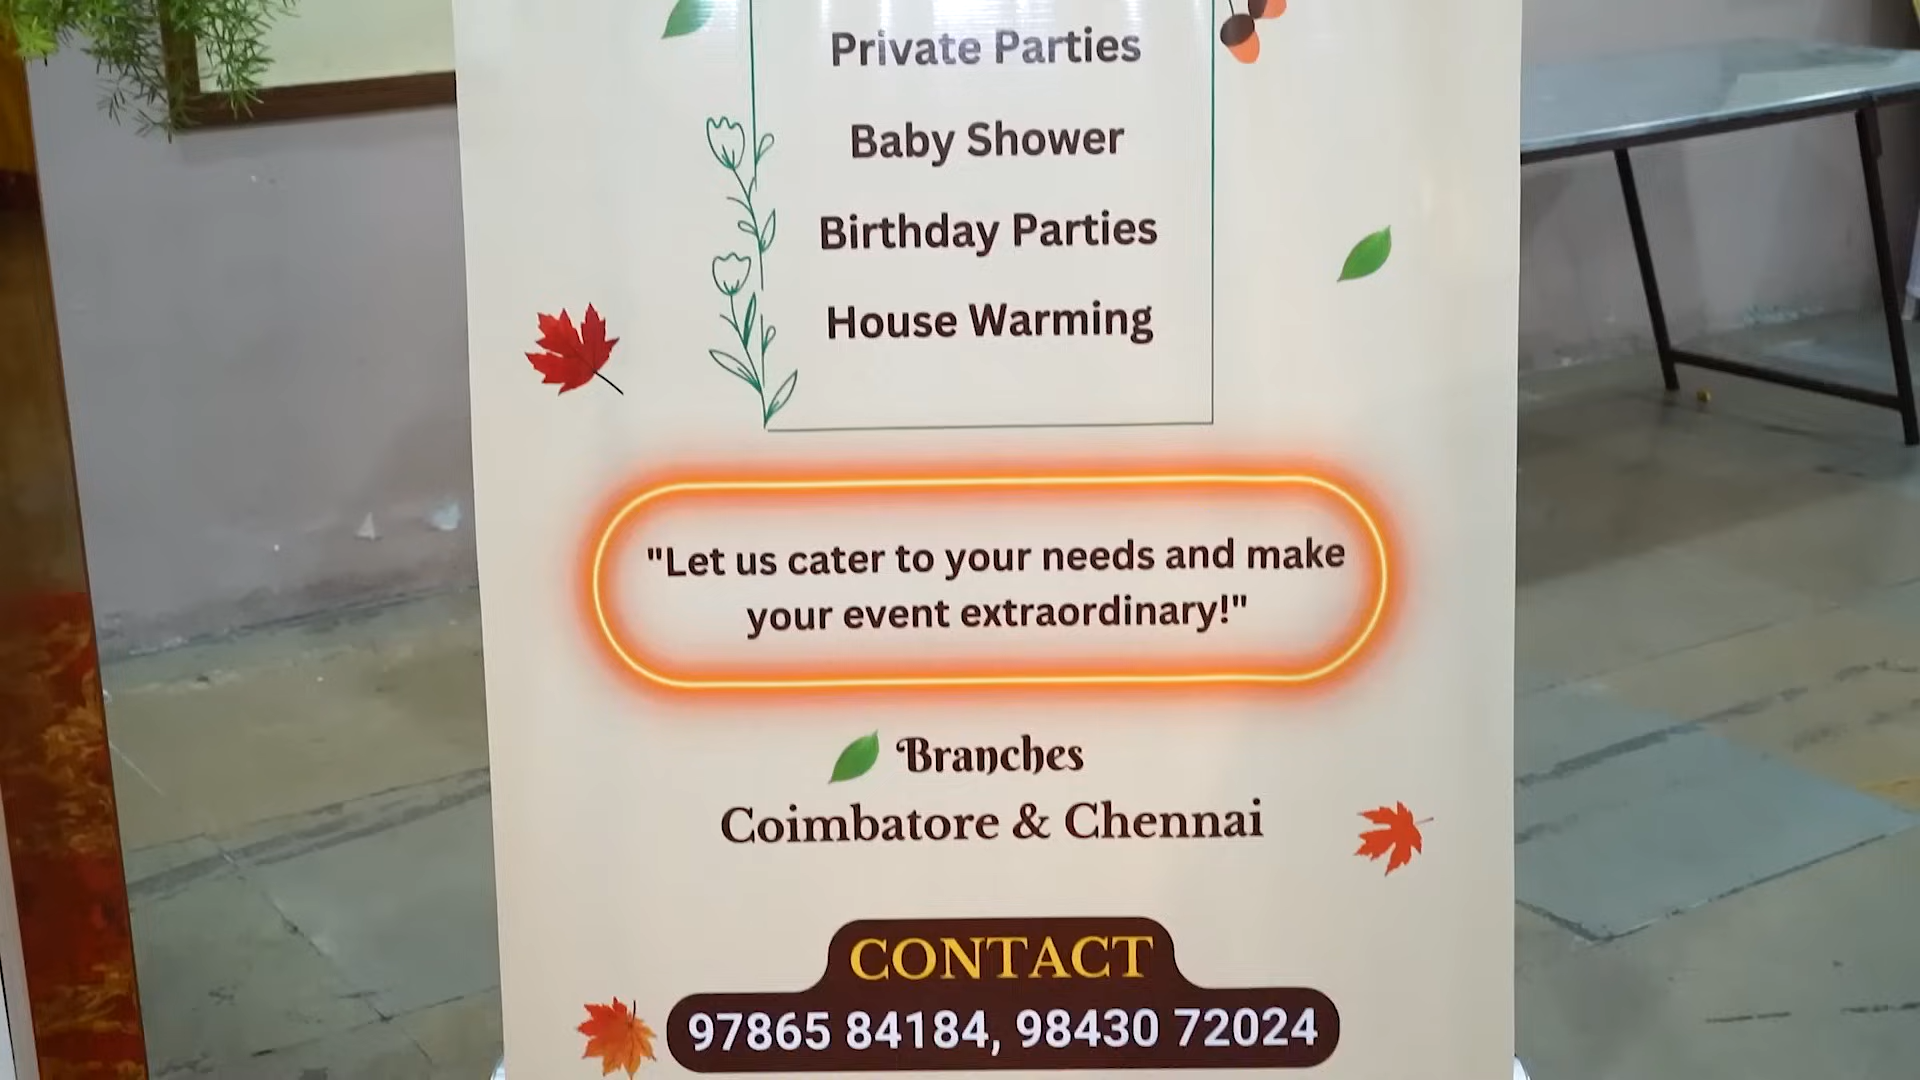 Private Parties
Baby Shower
Birthday Parties
House Warming
"Let us cater to your needs and make
your event extraordinary!"
Branches
Coimbatore & Chennai
CONTACT
97865 84184, 98430 72024